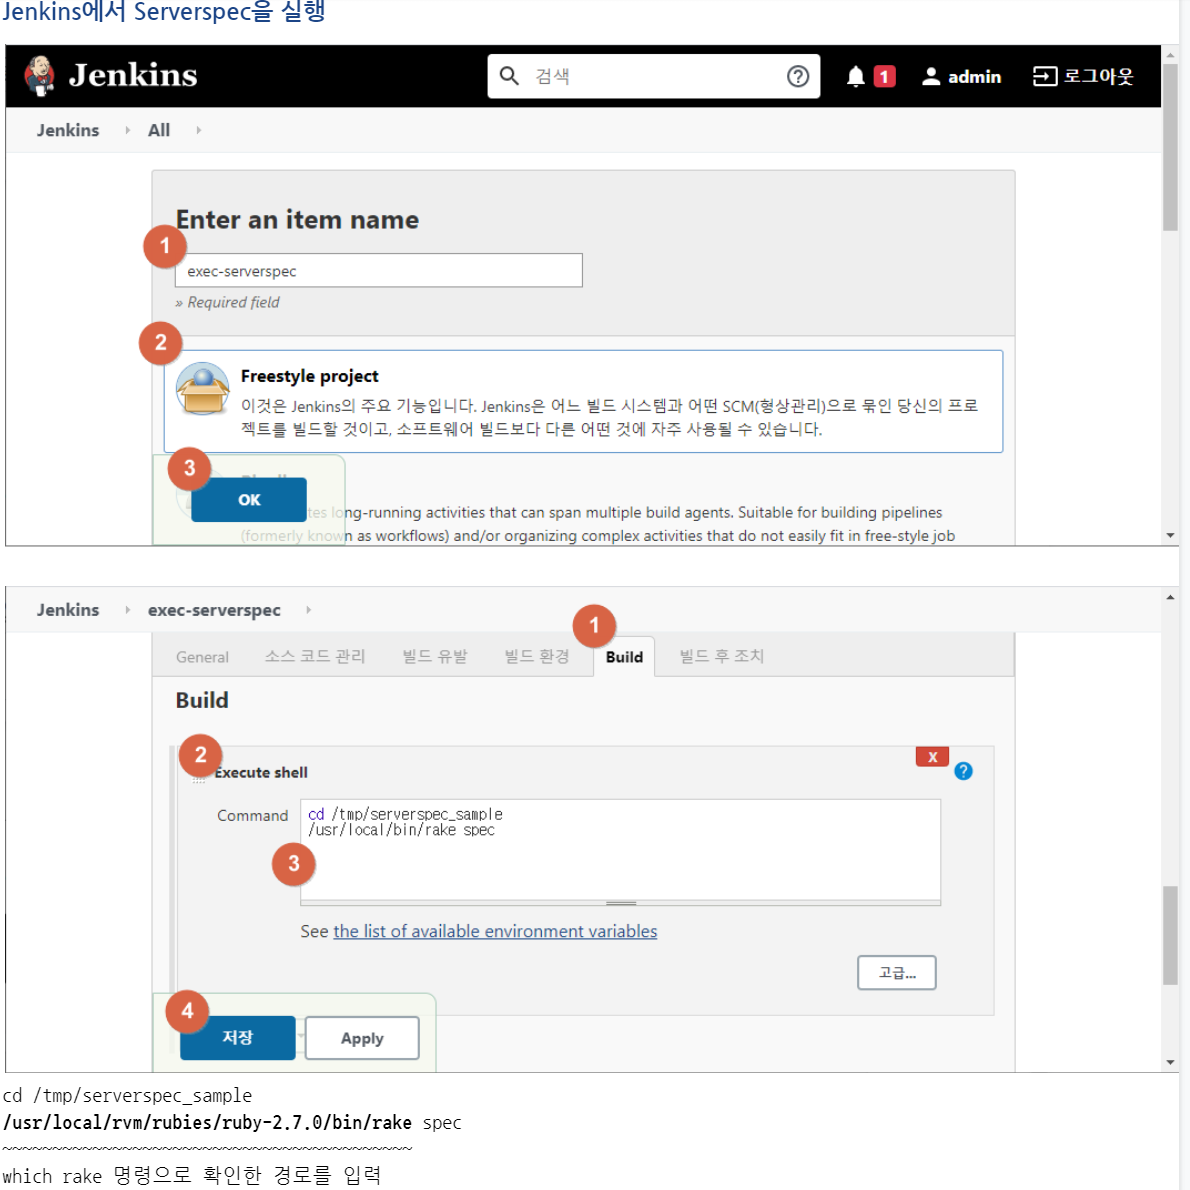 Jenkins에서 Serverspec을 실행
Jenkins
검색
1
admin
로그아웃
Jenkins
All
Enter an item name
1
exec-serverspec
» Required field
2
Freestyle project
이것은 Jenkins의 주요 기능입니다. Jenkins은 어느 빌드 시스템과 어떤 SCM(형상관리)으로 묶인 당신의 프로
젝트를 빌드할 것이고, 소프트웨어 빌드보다 다른 어떤 것에 자주 사용될 수 있습니다.
3
OK
long-running activities that can span multiple build agents. Suitable for building pipelines
(formerly known as workflows) and/or organizing complex activities that do not easily fit in free-style job
Jenkins
exec-serverspec
1
General
소스 코드 관리
빌드 유발
빌드 환경
Build
빌드 후 조치
Build
2
X
Execute shell
?
Command
cd /tmp/serverspec_sample
/usr/local/bin/rake spec
3
See the list of available environment variables
고급...
4
저장
Apply
cd /tmp/serverspec_sample
/usr/local/rvm/rubies/ruby-2.7.0/bin/rake spec
~~~~~~~~~~~~~~~~~~~~~~~~~~~~~~~~~~~~~~~~~
which rake 명령으로 확인한 경로를 입력